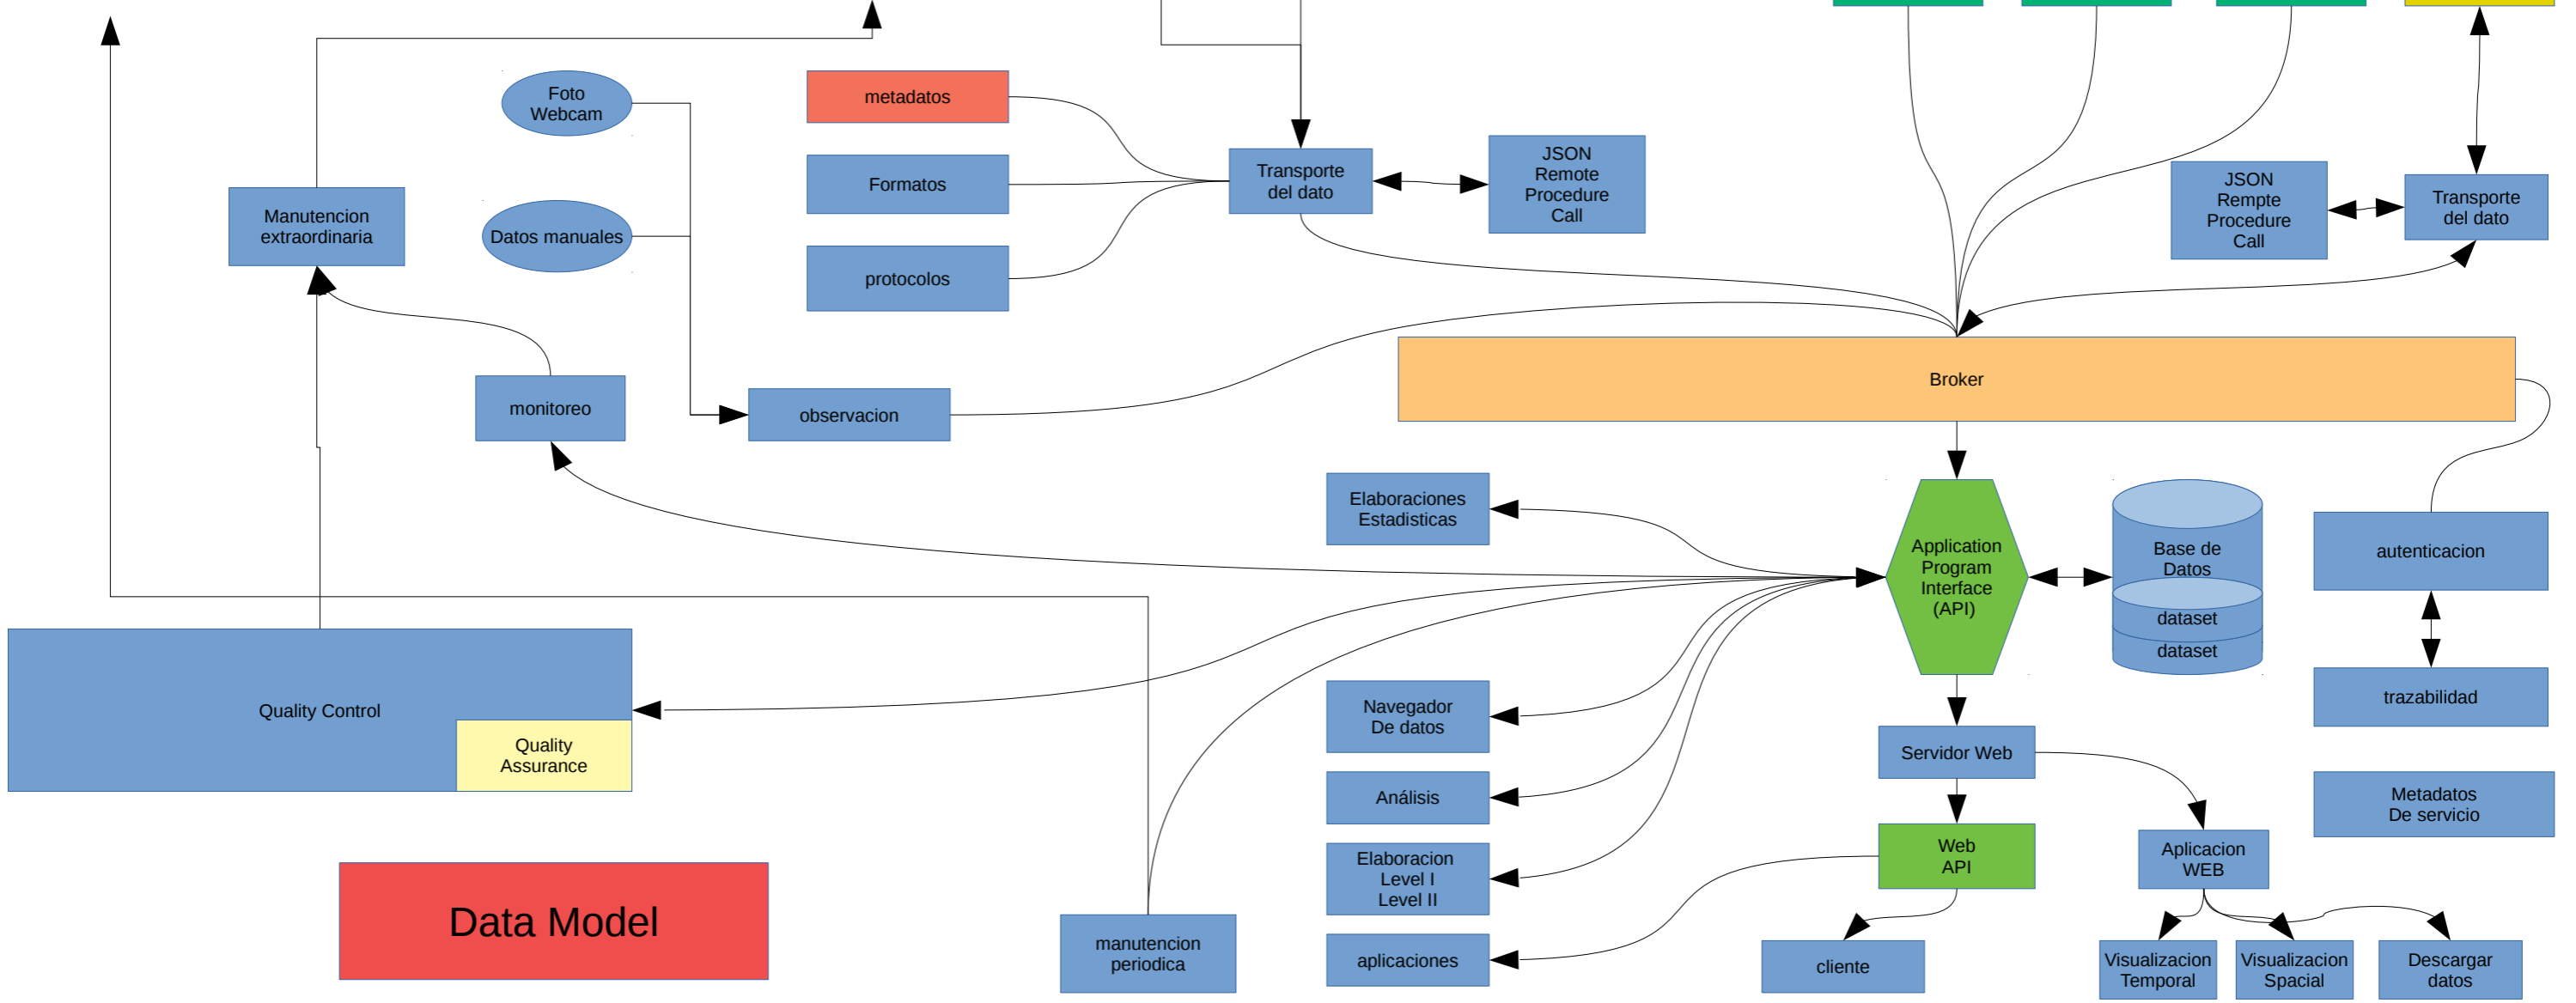 Foto
Webcam
metadatos
Formatos
protocolos
Transporte
del dato
JSON
Remote
Procedure
Call
JSON
Rempte
Procedure
Call
Transporte
del dato
Manutencion
extraordinaria
Datos manuales
monitoreo
observacion
Broker
Elaboraciones
Estadisticas
Application
Program
Interface
(API)
Base de
Datos
dataset
dataset
autenticacion
trazabilidad
Quality Control
Quality
Assurance
Navegador
De datos
Análisis
Elaboracion
Level I
Level II
aplicaciones
Servidor Web
Web
API
Aplicacion
WEB
Metadatos
De servicio
Data Model
manutencion
periodica
cliente
Visualizacion
Temporal
Visualizacion
Spacial
Descargar
datos